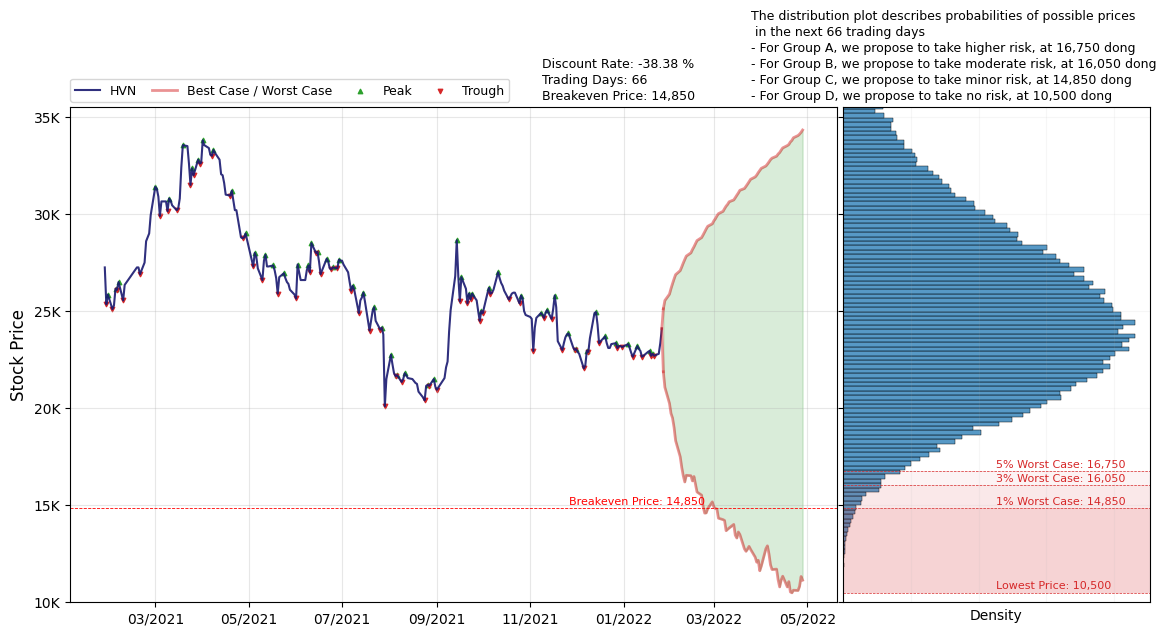 The distribution plot describes probabilities of possible prices
in the next 66 trading days
- For Group A, we propose to take higher risk, at 16,750 dong
- For Group B, we propose to take moderate risk, at 16,050 dong
- For Group C, we propose to take minor risk, at 14,850 dong
- For Group D, we propose to take no risk, at 10,500 dong
Discount Rate: -38.38 %
Trading Days: 66
Breakeven Price: 14,850
HVN
Best Case / Worst Case
Peak
Trough
Stock Price
35K
30K
25K
20K
15K
10K
Breakeven Price: 14,850
03/2021
05/2021
07/2021
09/2021
11/2021
01/2022
03/2022
05/2022
5% Worst Case: 16,750
3% Worst Case: 16,050
1% Worst Case: 14,850
Lowest Price: 10,500
Density